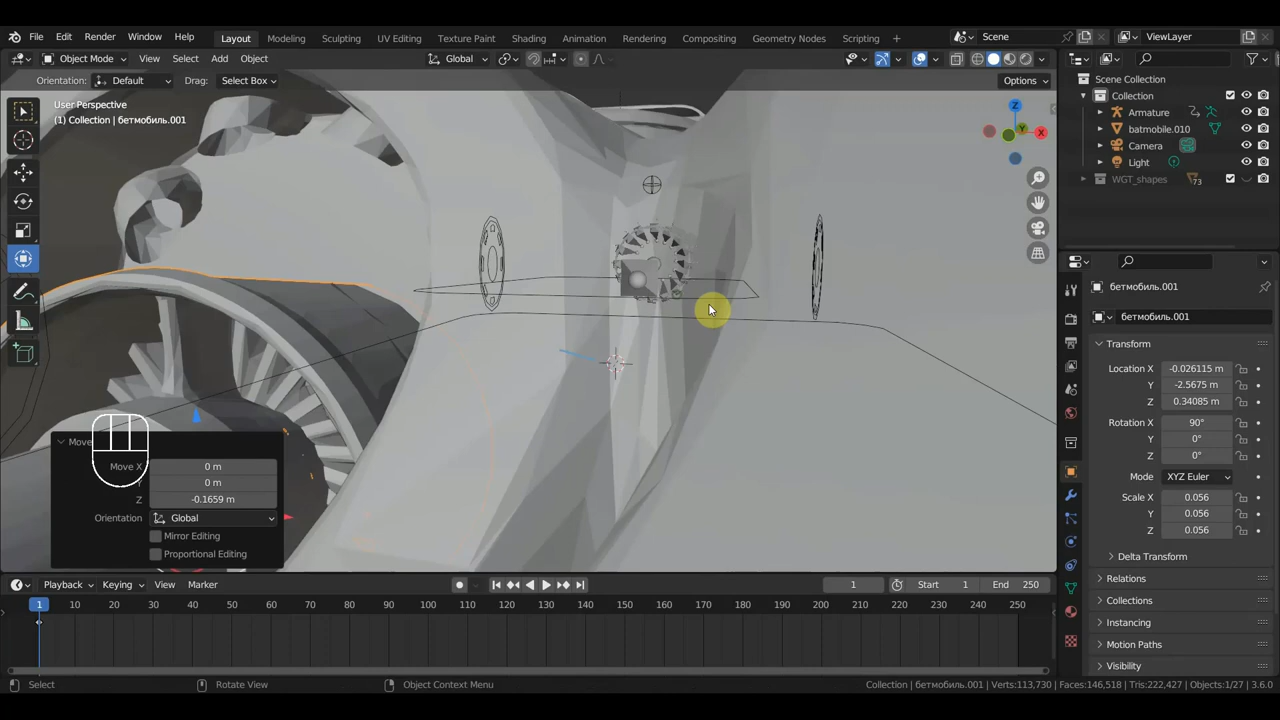 File Edit Render Window Help Layout Modeling Sculpting UV Editing Texture Paint Shading Animation Rendering Compositing Geometry Nodes Scripting + Scene ViewLayer
Object Mode View Select Add Object Global
Orientation: Default Drag: Select Box Options
User Perspective
(1) Collection | бетмобиль.001
Z
Y
X
Scene Collection
Collection
Armature
batmobile.010
Camera
Light
WGT_shapes 73
бетмобиль.001
бетмобиль.001
Transform
Location X -0.026115 m
Y -2.5675 m
Z 0.34085 m
Rotation X 90°
Y 0°
Z 0°
Mode XYZ Euler
Scale X 0.056
Y 0.056
Z 0.056
Delta Transform
Relations
Collections
Instancing
Motion Paths
Visibility
Move
Move X 0 m
0 m
Z -0.1659 m
Orientation Global
Mirror Editing
Proportional Editing
Playback Keying View Marker 1 Start 1 End 250
1 10 20 30 40 50 60 70 80 90 100 110 120 130 140 150 160 170 180 190 200 210 220 230 240 250
Select Rotate View Object Context Menu Collection | бетмобиль.001 | Verts:113,730 | Faces:146,518 | Tris:222,427 | Objects:1/27 | 3.6.0